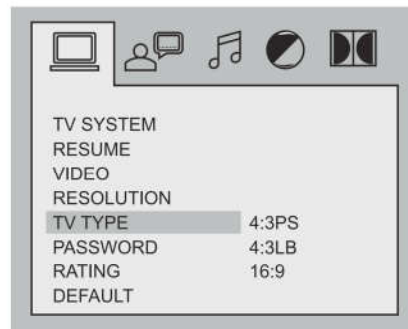 TV SYSTEM
RESUME
VIDEO
RESOLUTION
TV TYPE 4:3PS
PASSWORD 4:3LB
RATING 16:9
DEFAULT